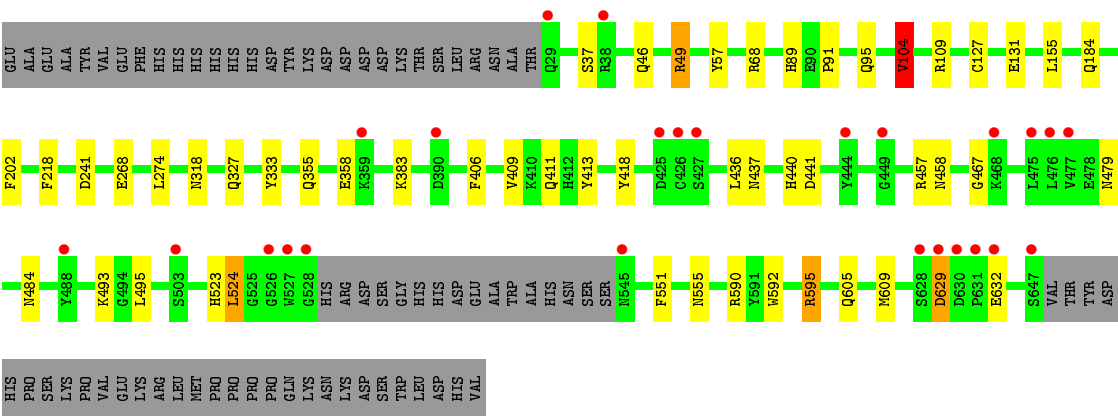 GLU ALA GLU ALA TYR VAL GLU PHE HIS HIS HIS HIS HIS HIS ASP TYR LYS ASP ASP ASP ASP LYS THR SER LEU ARG ASN ALA THR Q29 S37 R38 Q46 R49 Y57 R68 H89 E90 P91 Q95 V104 R109 C127 E131 L155 Q184
F202 F218 D241 E268 L274 N318 Q327 Y333 Q355 E358 K359 K383 D390 F406 V409 K410 Q411 H412 Y413 Y418 D425 C426 S427 L436 N437 H440 D441 Y444 G449 R457 N458 G467 K468 L475 L476 V477 E478 N479
N484 Y488 K493 G494 L495 S503 H523 L524 G525 G526 W527 G528 HIS ARG ASP SER GLY HIS HIS ASP GLU ALA TRP ALA HIS ASN SER SER N545 F551 N555 R590 Y591 W592 R595 Q605 M609 S628 D629 D630 P631 E632 S647 VAL THR TYR ASP
HIS PRO SER LYS PRO VAL GLU LYS ARG LEU MET PRO PRO PRO PRO GLN LYS ASN LYS ASP SER TRP LEU ASP HIS VAL